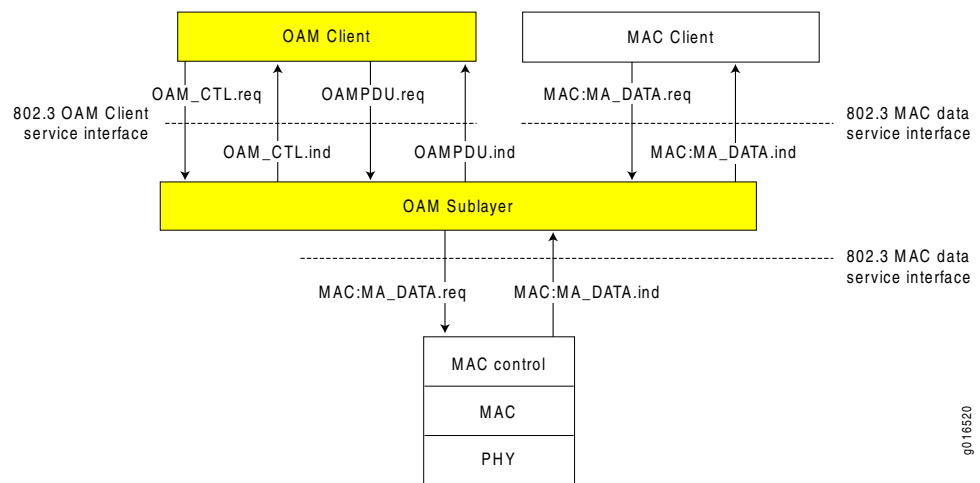 OAM Client
MAC Client
OAM_CTL.req
OAMPDU.req
MAC:MA_DATA.req
802.3 OAM Client
service interface
802.3 MAC data
service interface
OAM_CTL.ind
OAMPDU.ind
MAC:MA_DATA.ind
OAM Sublayer
802.3 MAC data
service interface
MAC:MA_DATA.req
MAC:MA_DATA.ind
MAC control
MAC
PHY
g016520